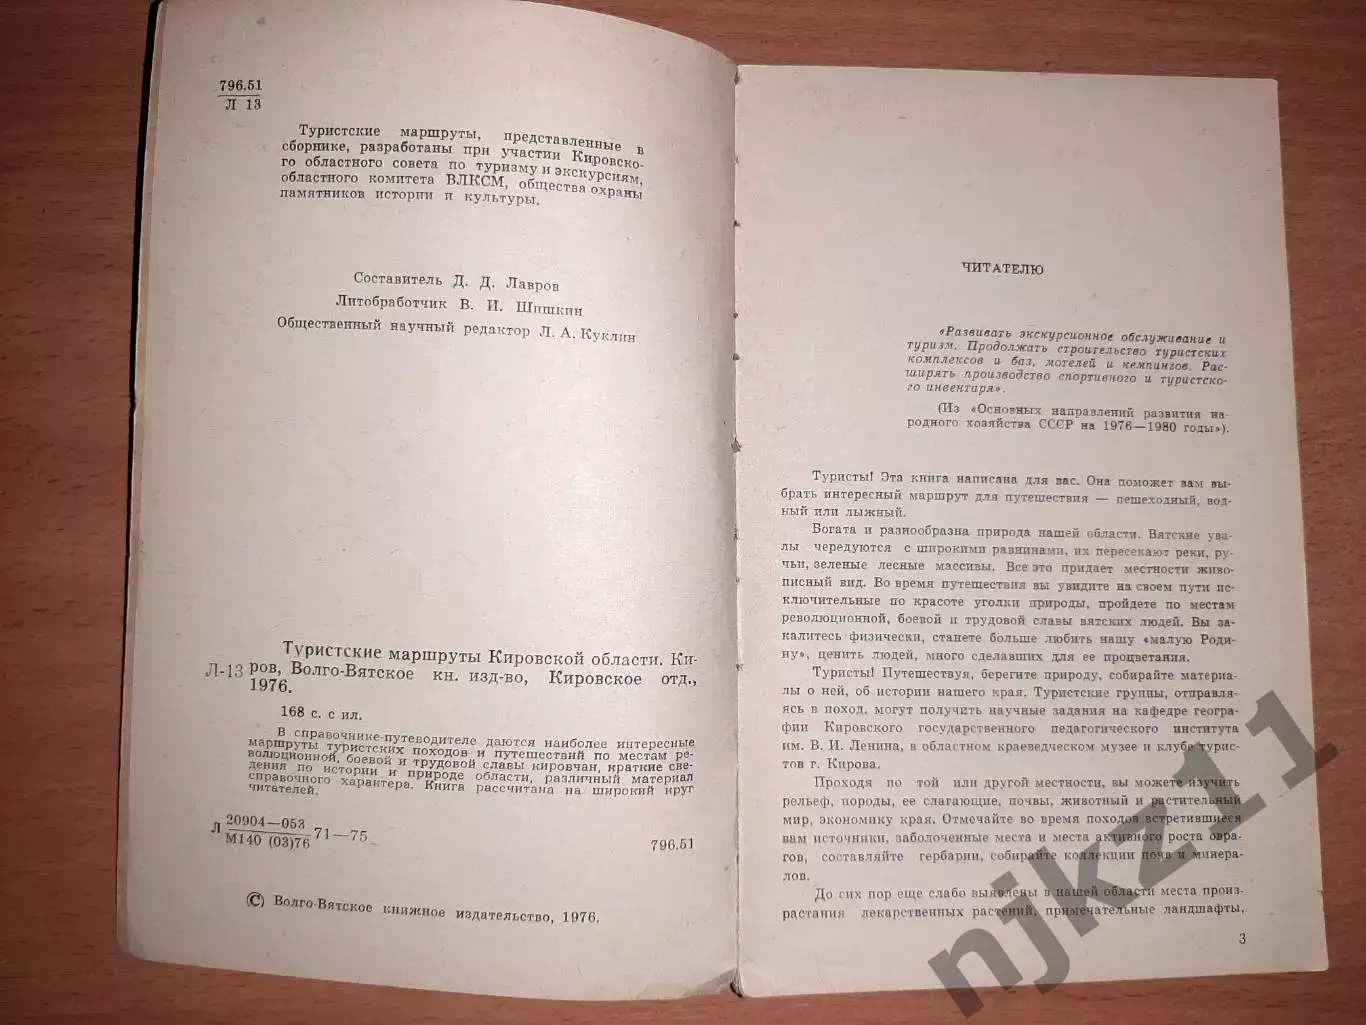 796.51
Л 13
Туристские маршруты, представленные в
сборнике, разработаны при участии Кировско-
го областного совета по туризму и экскурсиям,
областного комитета ВЛКСМ, общества охраны
памятников истории и культуры.
Составитель Д. Д. Лавров
Литобработчик В. И. Шишкин
Общественный научный редактор Л. А. Куклин
Туристские маршруты Кировской области. Ки-
Л-13 ров, Волго-Вятское кн. изд-во, Кировское отд.,
1976.
168 с. с ил.
В справочнике-путеводителе даются наиболее интересные
маршруты туристских походов и путешествий по местам ре-
волюционной, боевой и трудовой славы кировчан, краткие све-
дения по истории и природе области, различный материал
справочного характера. Книга рассчитана на широкий круг
читателей.
Л 20904—053
М140 (03)76 71—75
796.51
© Волго-Вятское книжное издательство, 1976.
ЧИТАТЕЛЮ
«Развивать экскурсионное обслуживание и
туризм. Продолжать строительство туристских
комплексов и баз, мотелей и кемпингов. Рас-
ширять производство спортивного и туристско-
го инвентаря».
(Из «Основных направлений развития на-
родного хозяйства СССР на 1976—1980 годы»).
Туристы! Эта книга написана для вас. Она поможет вам вы-
брать интересный маршрут для путешествия — пешеходный, вод-
ный или лыжный.
Богата и разнообразна природа нашей области. Вятские ува-
лы чередуются с широкими равнинами, их пересекают реки, ру-
чьи, зеленые лесные массивы. Все это придает местности живо-
писный вид. Во время путешествия вы увидите на своем пути ис-
ключительные по красоте уголки природы, пройдете по местам
революционной, боевой и трудовой славы вятских людей. Вы за-
калитесь физически, станете больше любить нашу «малую Роди-
ну», ценить людей, много сделавших для ее процветания.
Туристы! Путешествуя, берегите природу, собирайте материа-
лы о ней, об истории нашего края. Туристские группы, отправля-
ясь в поход, могут получить научные задания на кафедре геогра-
фии Кировского государственного педагогического института
им. В. И. Ленина, в областном краеведческом музее и клубе турис-
тов г. Кирова.
Проходя по той или другой местности, вы можете изучить
рельеф, породы, ее слагающие, почвы, животный и растительный
мир, экономику края. Отмечайте во время походов встретившиеся
вам источники, заболоченные места и места активного роста овра-
гов, составляйте гербарии, собирайте коллекции почв и минера-
лов.
До сих пор еще слабо выявлены в нашей области места произ-
растания лекарственных растений, примечательные ландшафты,
3
njkz11